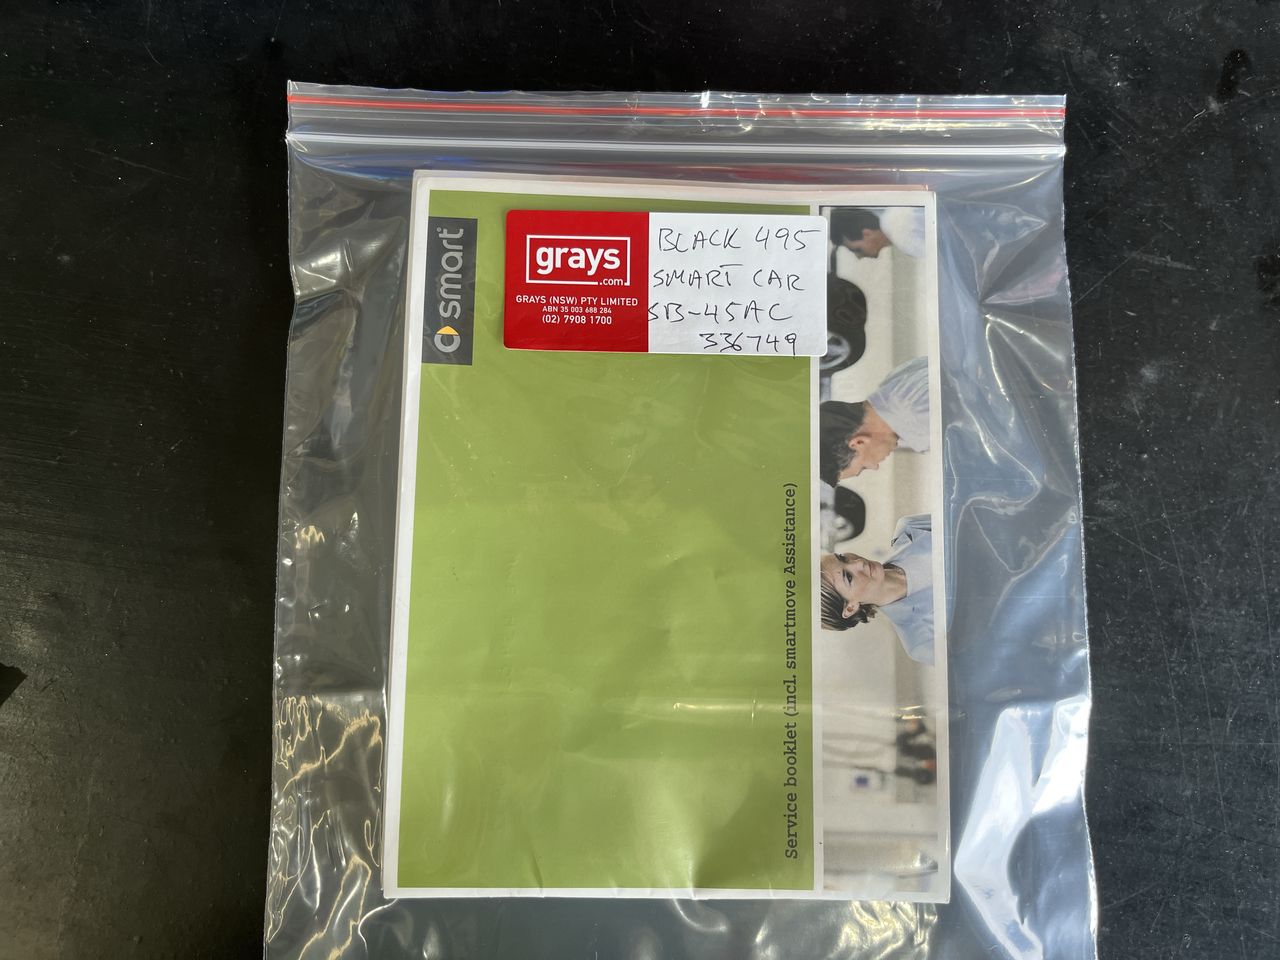 smart
grays
.com
GRAYS (NSW) PTY LIMITED
ABN 35 003 688 284
(02) 7908 1700
BLACK 495
SMART CAR
SB-45AC
336749
Service booklet (incl. smartmove Assistance)